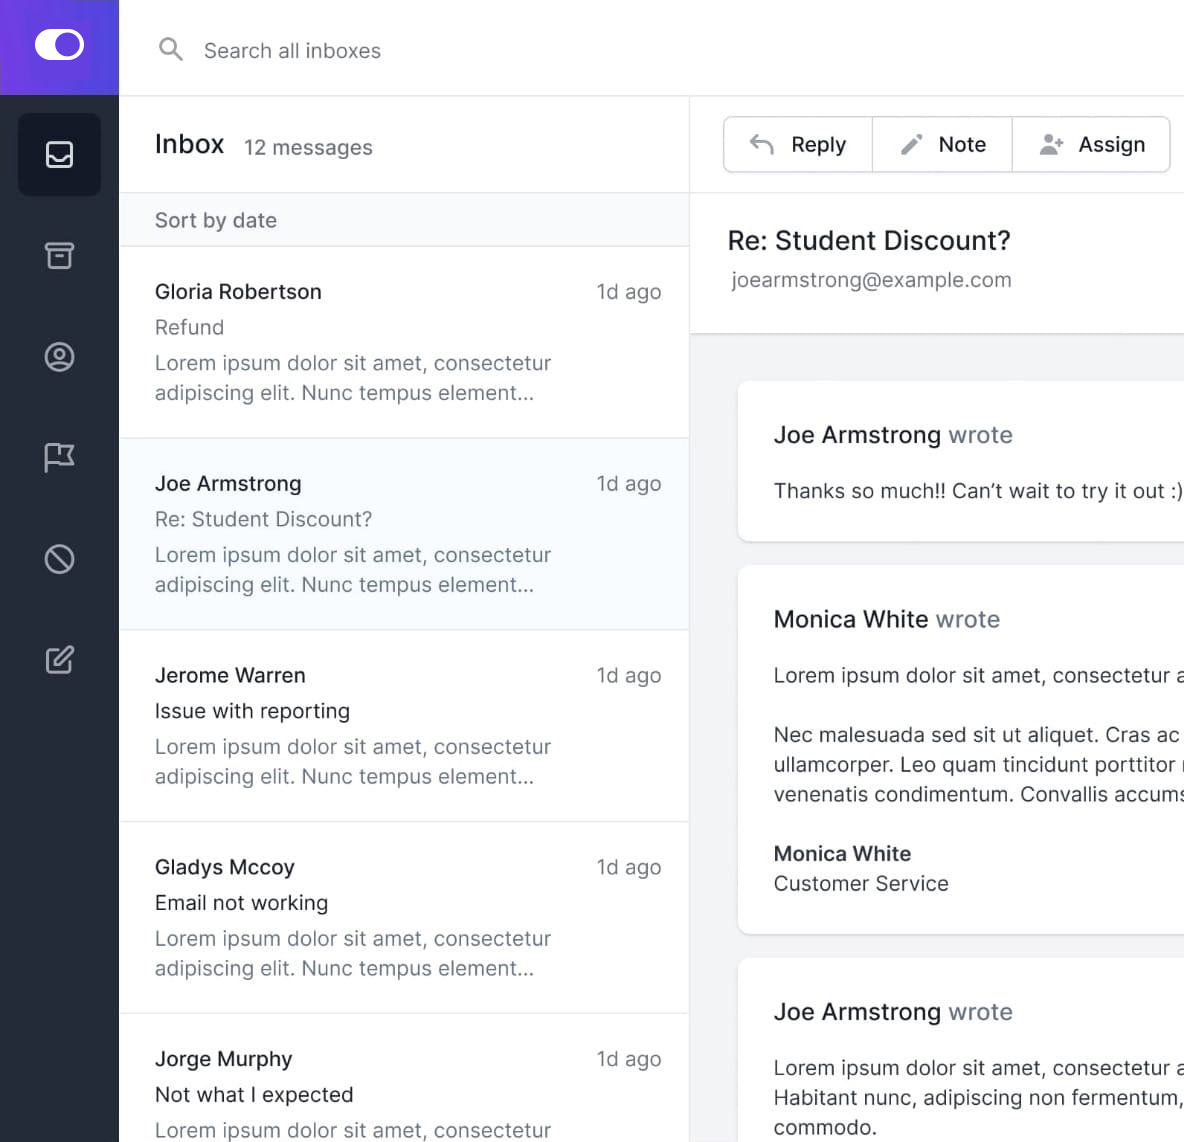 Search all inboxes
Inbox 12 messages
Sort by date
Gloria Robertson 1d ago
Refund
Lorem ipsum dolor sit amet, consectetur
adipiscing elit. Nunc tempus element...
Joe Armstrong 1d ago
Re: Student Discount?
Lorem ipsum dolor sit amet, consectetur
adipiscing elit. Nunc tempus element...
Jerome Warren 1d ago
Issue with reporting
Lorem ipsum dolor sit amet, consectetur
adipiscing elit. Nunc tempus element...
Gladys Mccoy 1d ago
Email not working
Lorem ipsum dolor sit amet, consectetur
adipiscing elit. Nunc tempus element...
Jorge Murphy 1d ago
Not what I expected
Lorem ipsum dolor sit amet, consectetur
Reply Note Assign
Re: Student Discount?
joearmstrong@example.com
Joe Armstrong wrote
Thanks so much!! Can’t wait to try it out :)
Monica White wrote
Lorem ipsum dolor sit amet, consectetur a
Nec malesuada sed sit ut aliquet. Cras ac
ullamcorper. Leo quam tincidunt porttitor
venenatis condimentum. Convallis accums
Monica White
Customer Service
Joe Armstrong wrote
Lorem ipsum dolor sit amet, consectetur a
Habitant nunc, adipiscing non fermentum,
commodo.